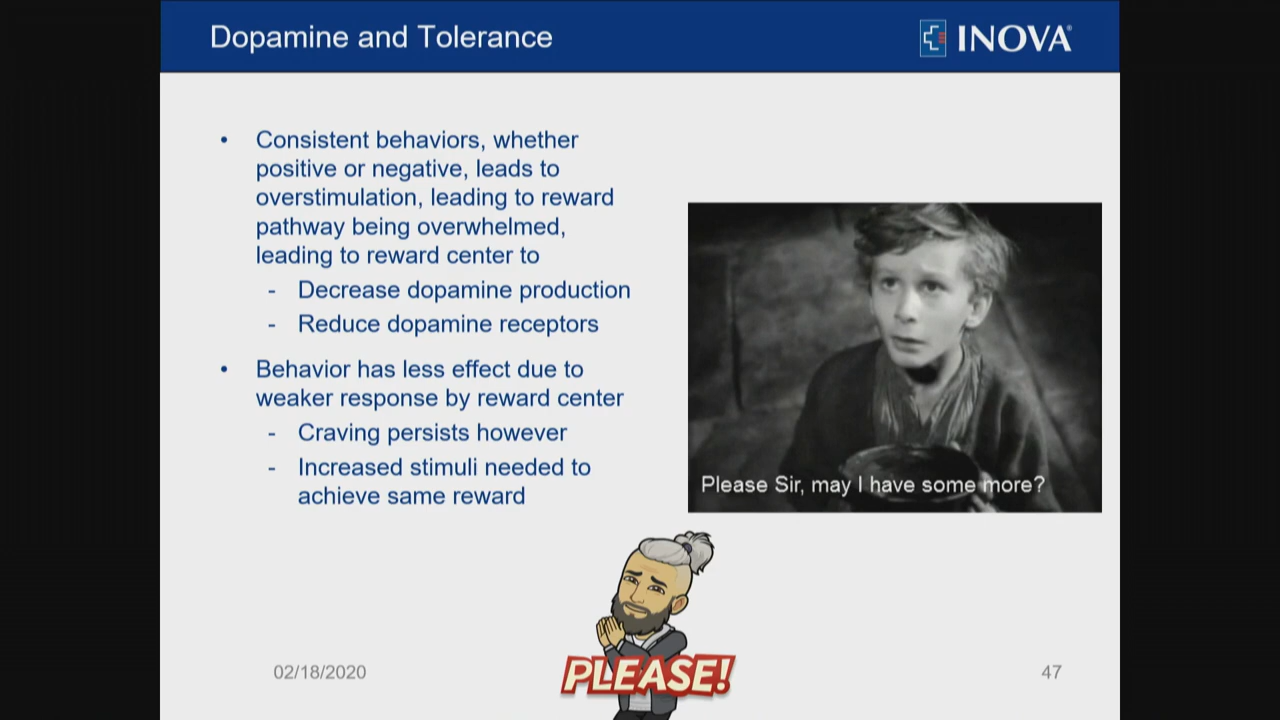 Dopamine and Tolerance
INOVA®
• Consistent behaviors, whether
positive or negative, leads to
overstimulation, leading to reward
pathway being overwhelmed,
leading to reward center to
- Decrease dopamine production
- Reduce dopamine receptors
• Behavior has less effect due to
weaker response by reward center
- Craving persists however
- Increased stimuli needed to
achieve same reward
Please Sir, may I have some more?
PLEASE!
02/18/2020
47